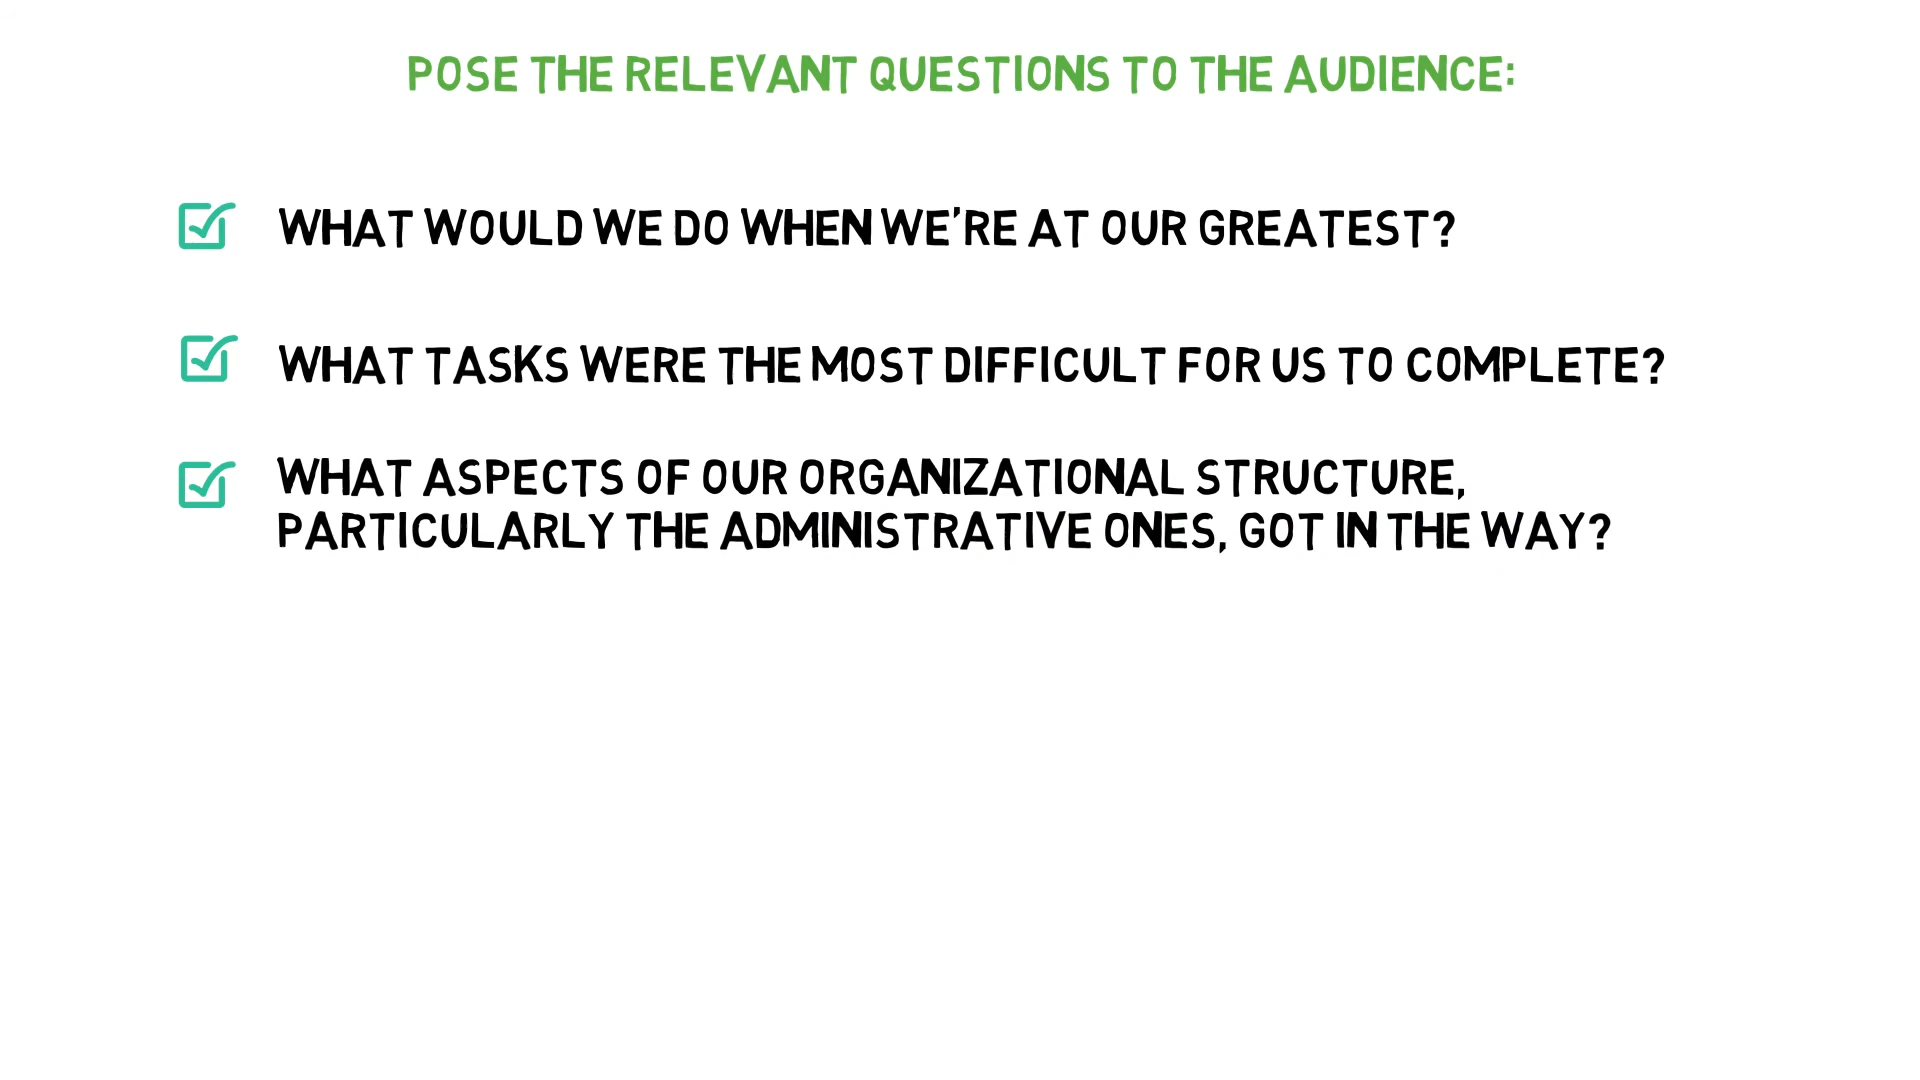 POSE THE RELEVANT QUESTIONS TO THE AUDIENCE:
WHAT WOULD WE DO WHEN WE'RE AT OUR GREATEST?
WHAT TASKS WERE THE MOST DIFFICULT FOR US TO COMPLETE?
WHAT ASPECTS OF OUR ORGANIZATIONAL STRUCTURE,
PARTICULARLY THE ADMINISTRATIVE ONES, GOT IN THE WAY?